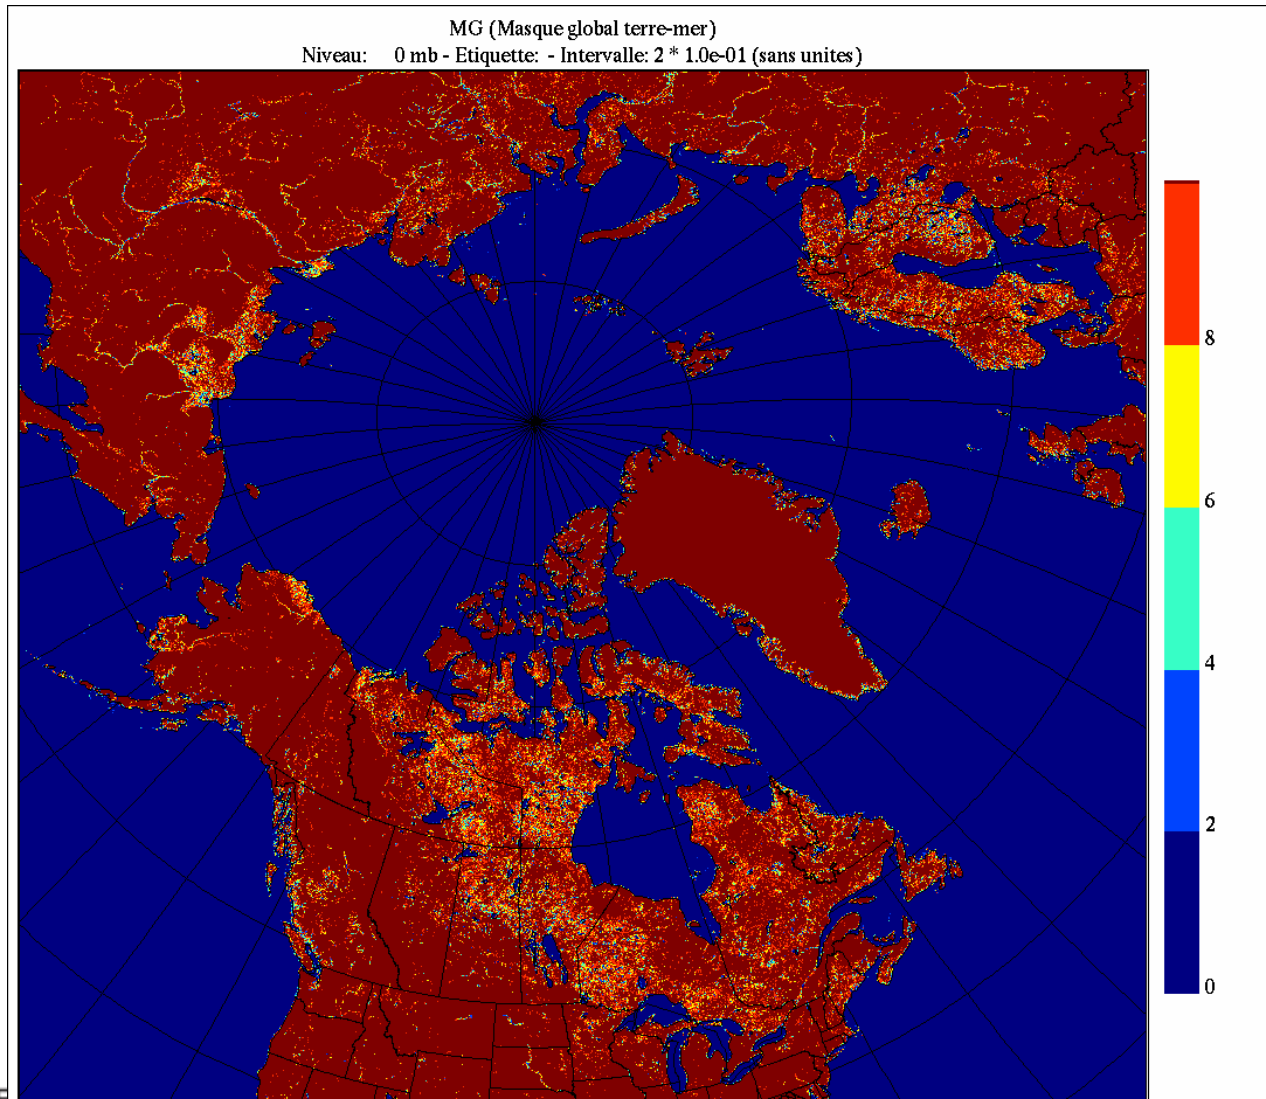 MG (Masque global terre-mer)
Niveau: 0 mb - Etiquette: - Intervalle: 2 * 1.0e-01 (sans unites)
8
6
4
2
0